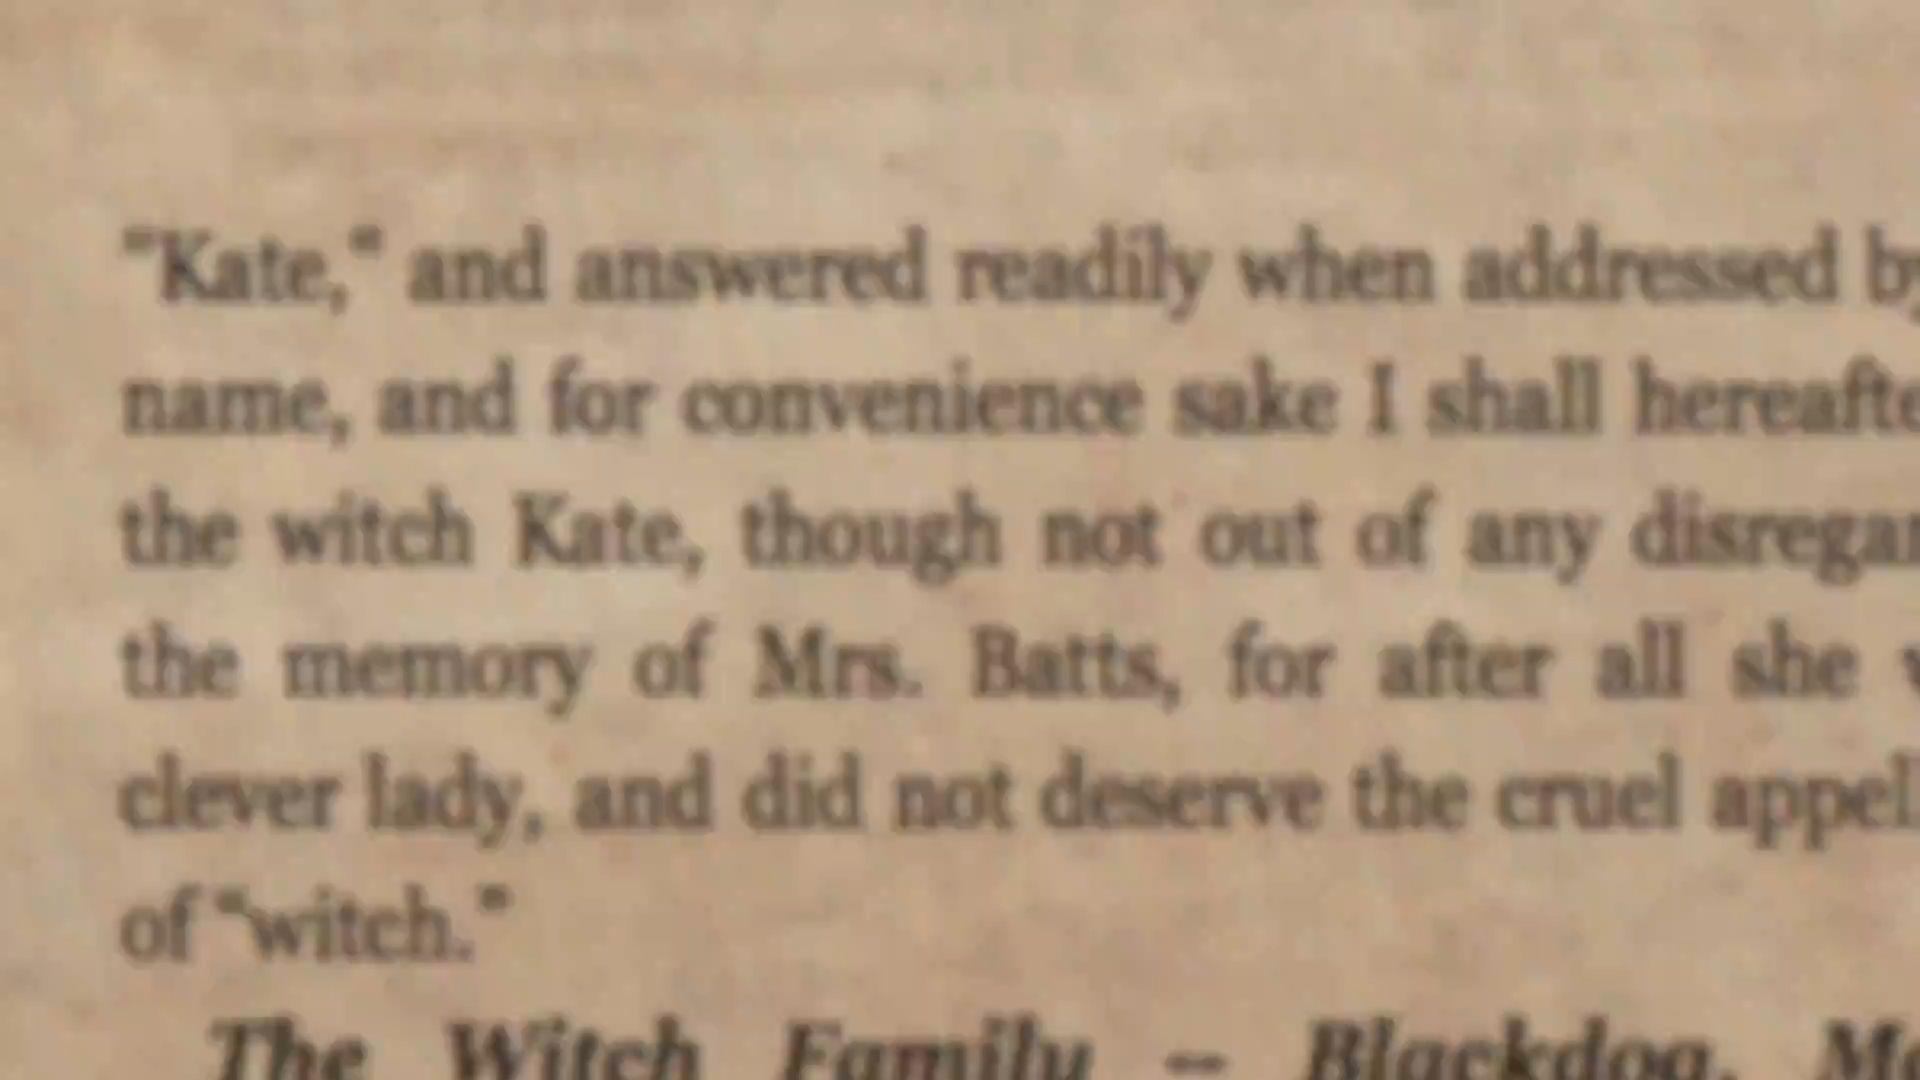 "Kate," and answered readily when addressed by
name, and for convenience sake I shall hereafte
the witch Kate, though not out of any disregar
the memory of Mrs. Batts, for after all she
clever lady, and did not deserve the cruel appell
of "witch."
The Witch Family -- Blackdog, Ma